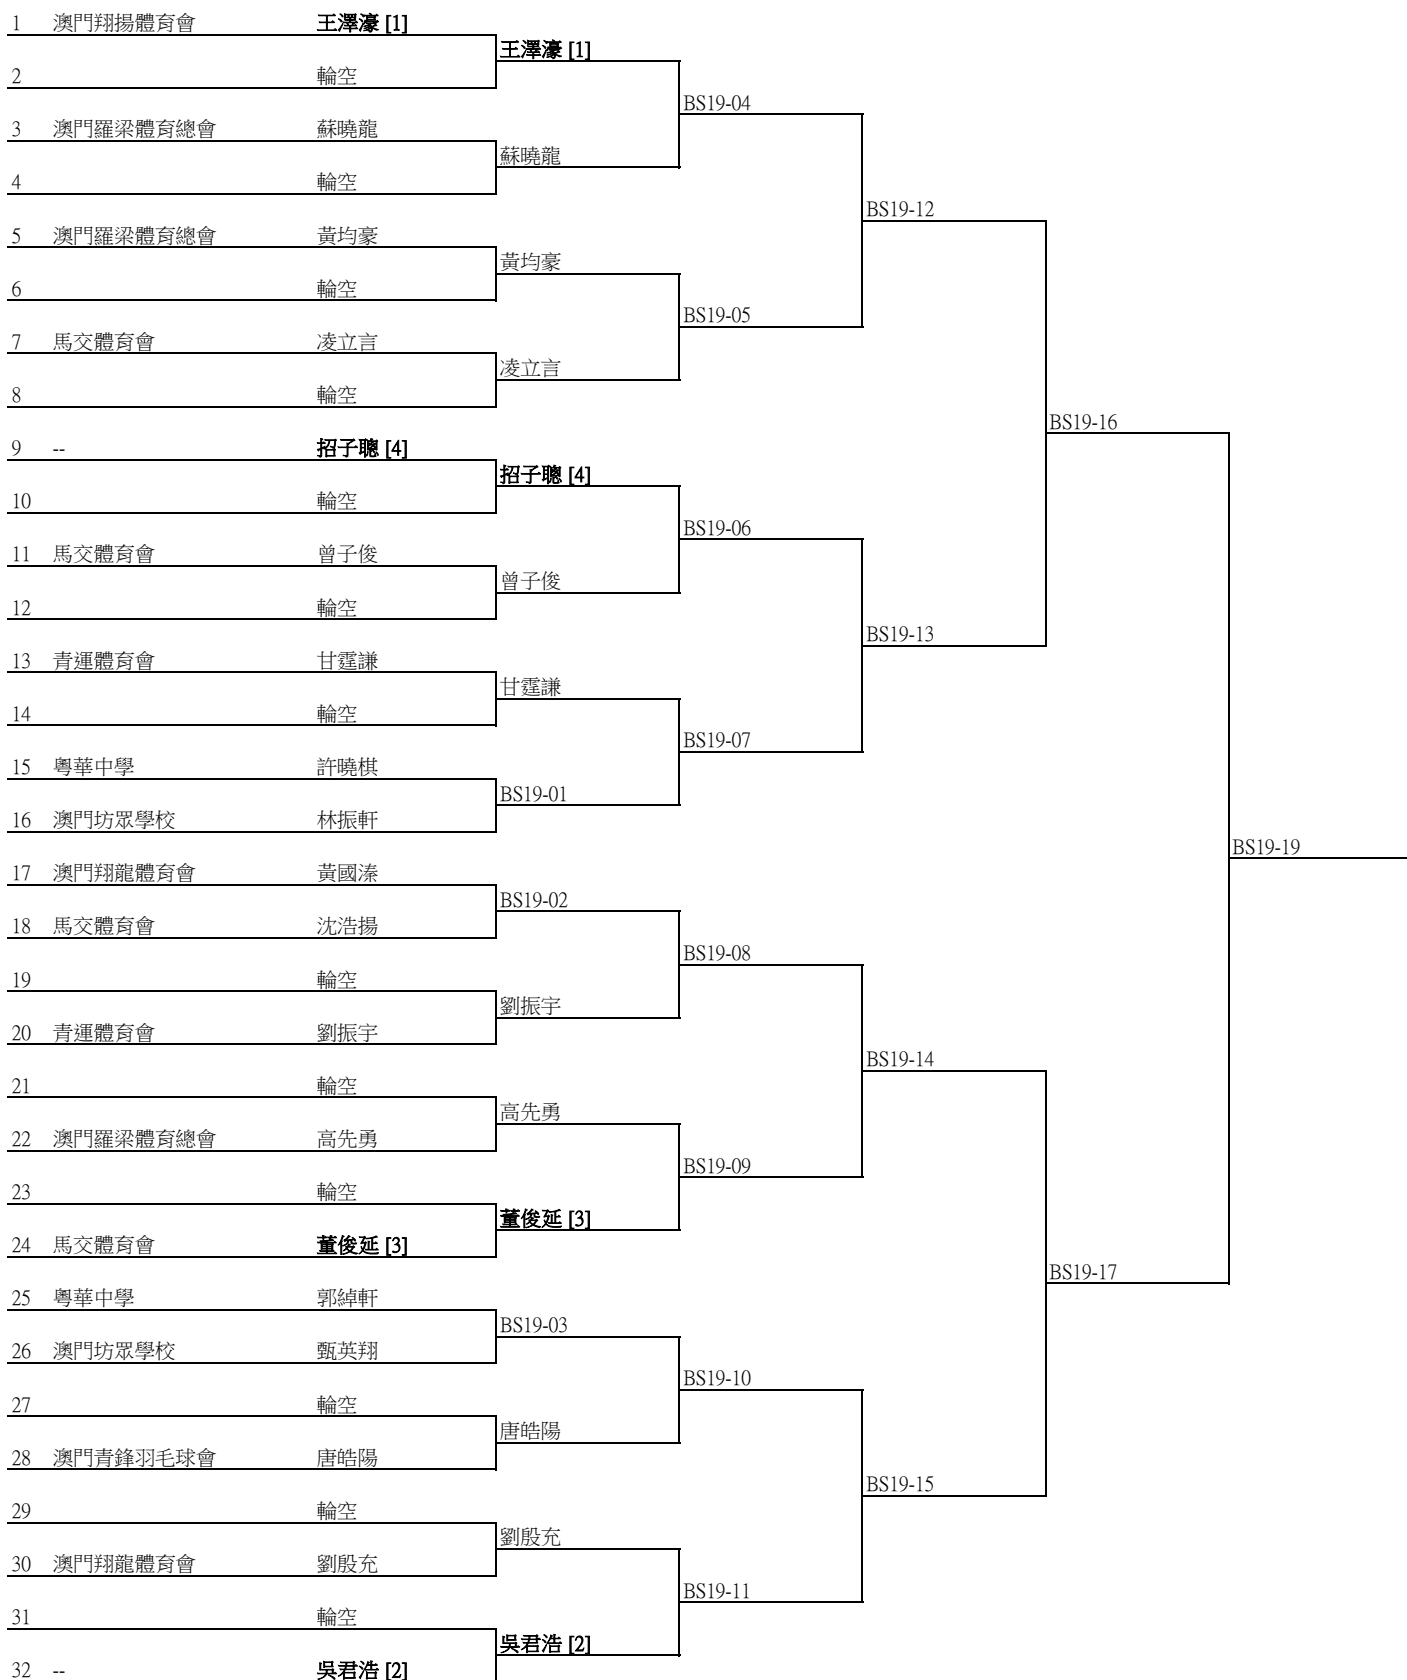 1 澳門翔揚體育會 王澤濠 [1]
王澤濠 [1]
2 輪空
BS19-04
3 澳門羅梁體育總會 蘇曉龍
蘇曉龍
4 輪空
BS19-12
5 澳門羅梁體育總會 黃均豪
黃均豪
6 輪空
BS19-05
7 馬交體育會 凌立言
凌立言
8 輪空
BS19-16
9 -- 招子聰 [4]
招子聰 [4]
10 輪空
BS19-06
11 馬交體育會 曾子俊
曾子俊
12 輪空
BS19-13
13 青運體育會 甘霆謙
甘霆謙
14 輪空
BS19-07
15 粵華中學 許曉棋
BS19-01
16 澳門坊眾學校 林振軒
BS19-19
17 澳門翔龍體育會 黃國溱
BS19-02
18 馬交體育會 沈浩揚
BS19-08
19 輪空
劉振宇
20 青運體育會 劉振宇
BS19-14
21 輪空
高先勇
22 澳門羅梁體育總會 高先勇
BS19-09
23 輪空
董俊延 [3]
24 馬交體育會 董俊延 [3]
BS19-17
25 粵華中學 郭綽軒
BS19-03
26 澳門坊眾學校 甄英翔
BS19-10
27 輪空
唐皓陽
28 澳門青鋒羽毛球會 唐皓陽
BS19-15
29 輪空
劉殷充
30 澳門翔龍體育會 劉殷充
BS19-11
31 輪空
吳君浩 [2]
32 -- 吳君浩 [2]